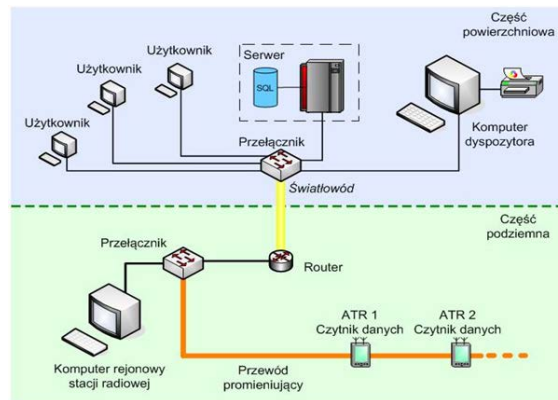 Część
powierzchniowa
Użytkownik
Serwer
Użytkownik
SQL
Użytkownik
Komputer
dyspozytora
Przełącznik
Światłowód
Część
podziemna
Przełącznik
Router
ATR 1
Czytnik danych
ATR 2
Czytnik danych
Komputer rejonowy
stacji radiowej
Przewód
promieniujący